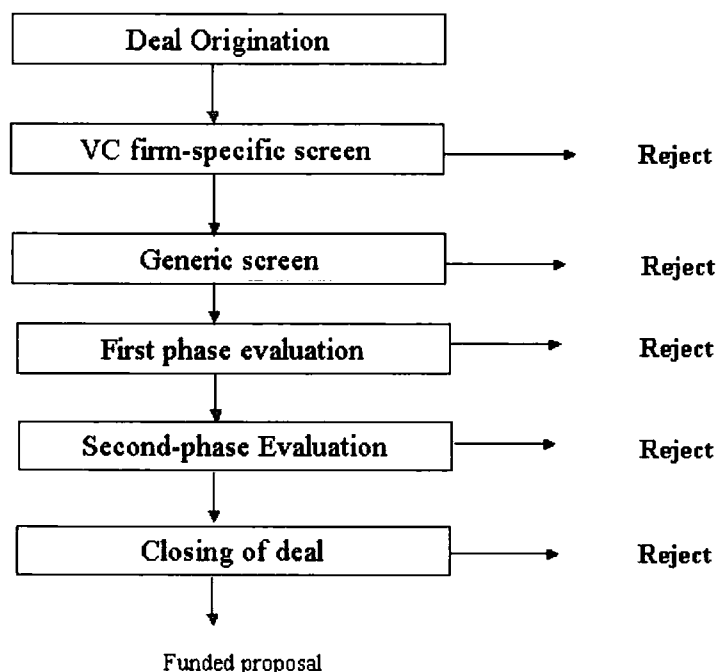 Deal Origination
VC firm-specific screen
Reject
Generic screen
Reject
First phase evaluation
Reject
Second-phase Evaluation
Reject
Closing of deal
Reject
Funded proposal